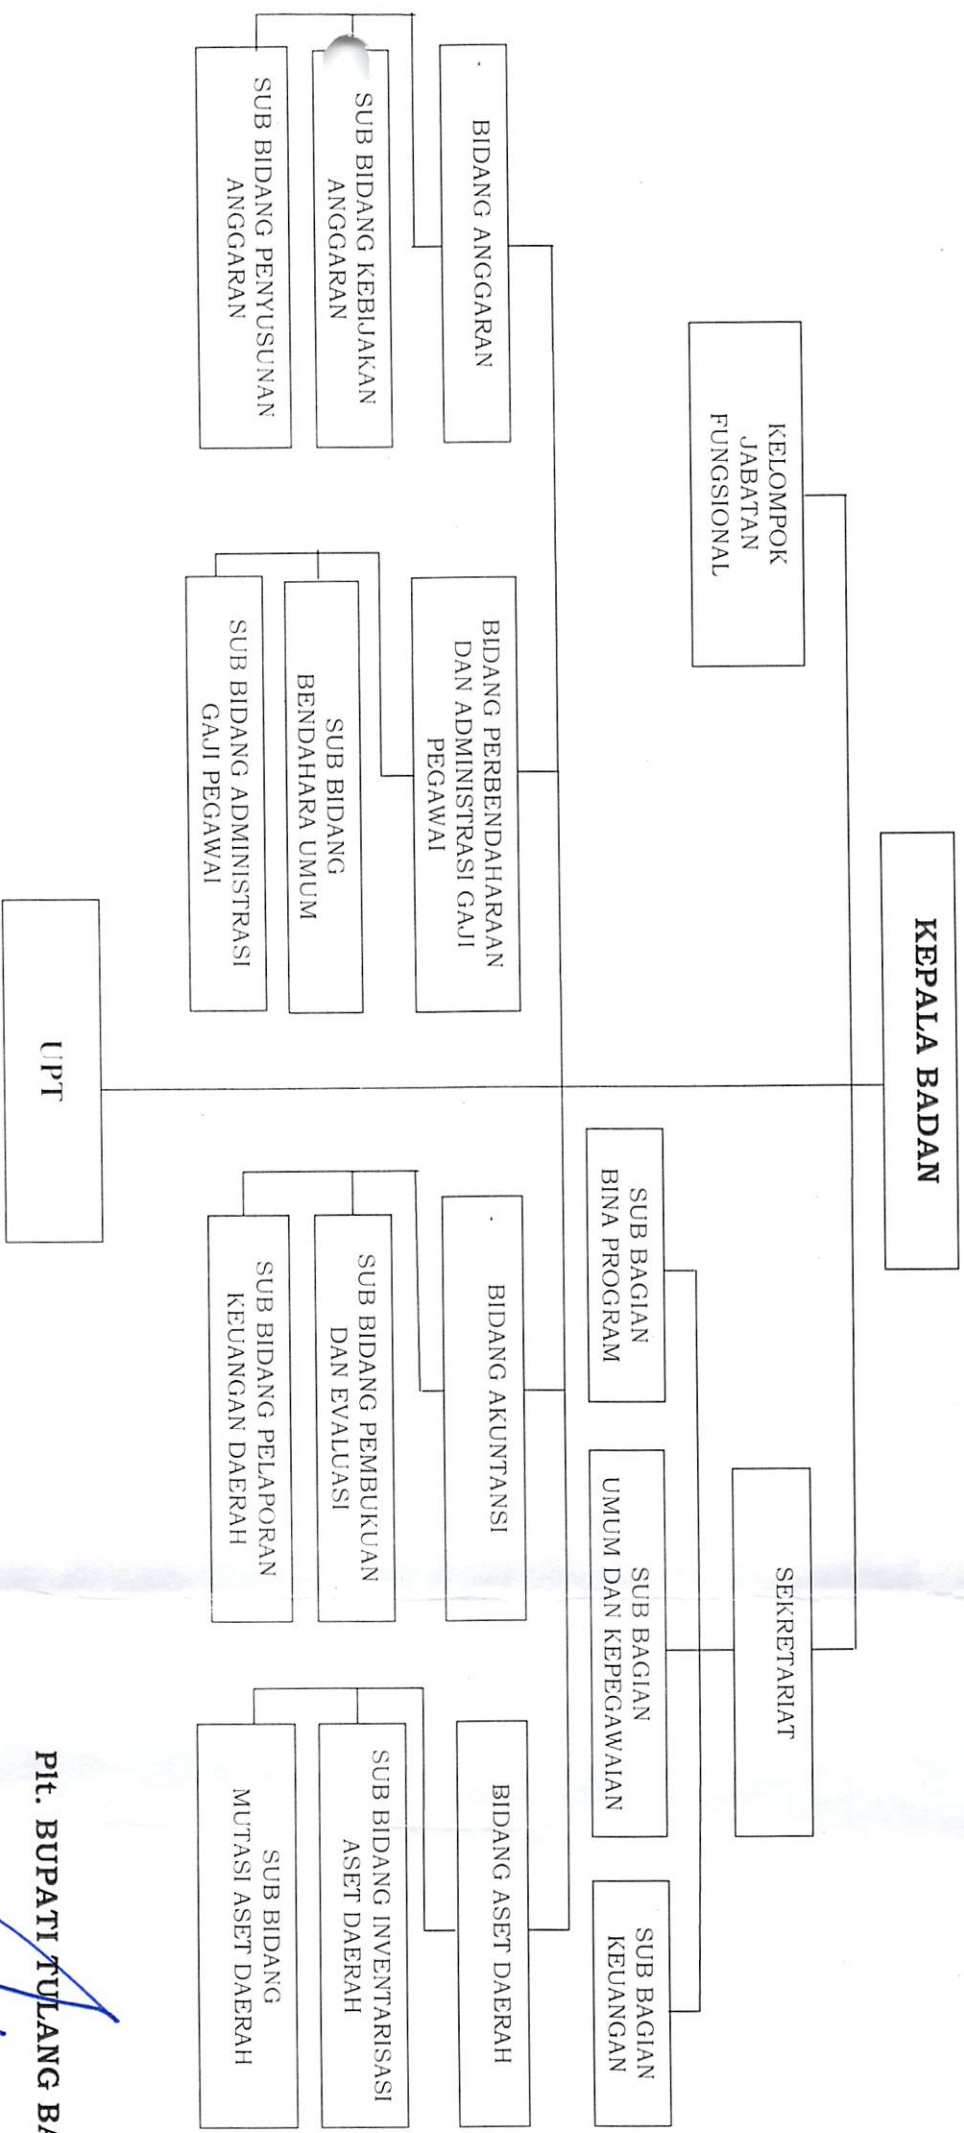 KEPALA BADAN
KELOMPOK
JABATAN
FUNGSIONAL
SEKRETARIAT
SUB BAGIAN
BINA PROGRAM
SUB BAGIAN
UMUM DAN KEPEGAWAIAN
SUB BAGIAN
KEUANGAN
BIDANG ANGGARAN
BIDANG PERBENDAHARAAN
DAN ADMINISTRASI GAJI
PEGAWAI
BIDANG AKUNTANSI
BIDANG ASET DAERAH
SUB BIDANG KEBIJAKAN
ANGGARAN
SUB BIDANG
BENDAHARA UMUM
SUB BIDANG PEMBUKUAN
DAN EVALUASI
SUB BIDANG INVENTARISASI
ASET DAERAH
SUB BIDANG PENYUSUNAN
ANGGARAN
SUB BIDANG ADMINISTRASI
GAJI PEGAWAI
SUB BIDANG PELAPORAN
KEUANGAN DAERAH
SUB BIDANG
MUTASI ASET DAERAH
UPT
Plt. BUPATI TULANG BA